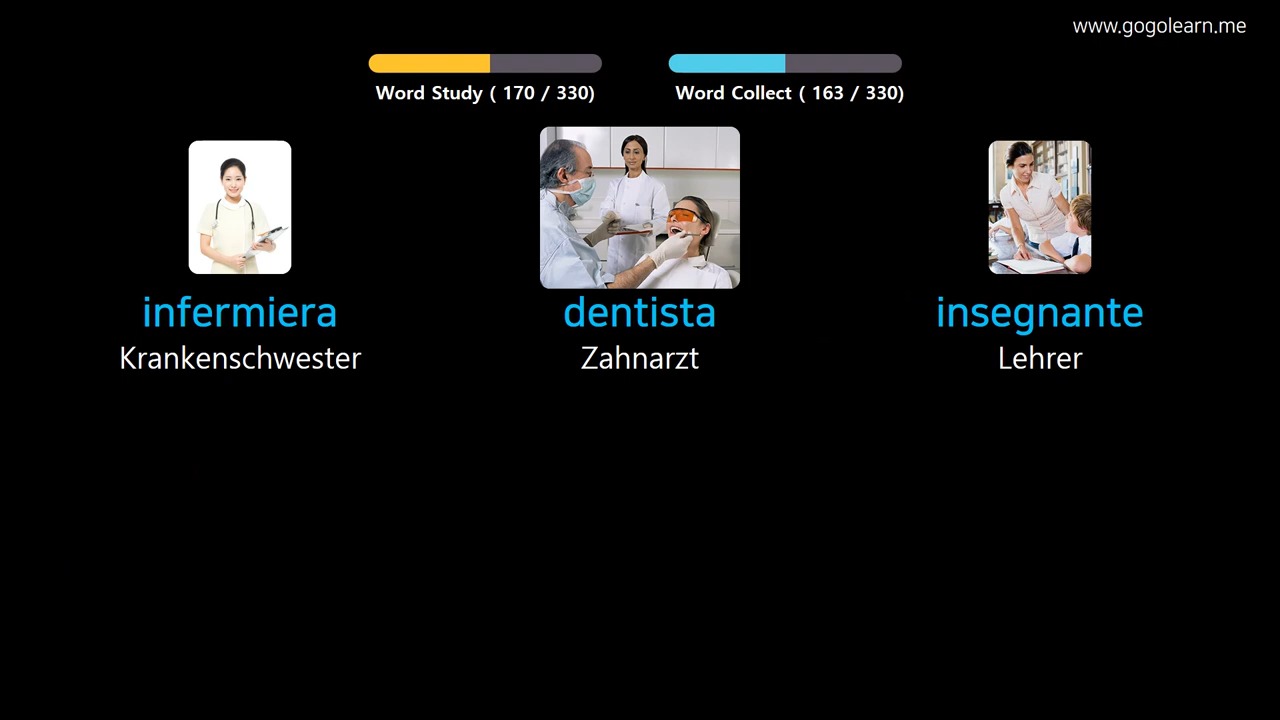 www.gogolearn.me
Word Study ( 170 / 330)
Word Collect ( 163 / 330)
infermiera
Krankenschwester
dentista
Zahnarzt
insegnante
Lehrer